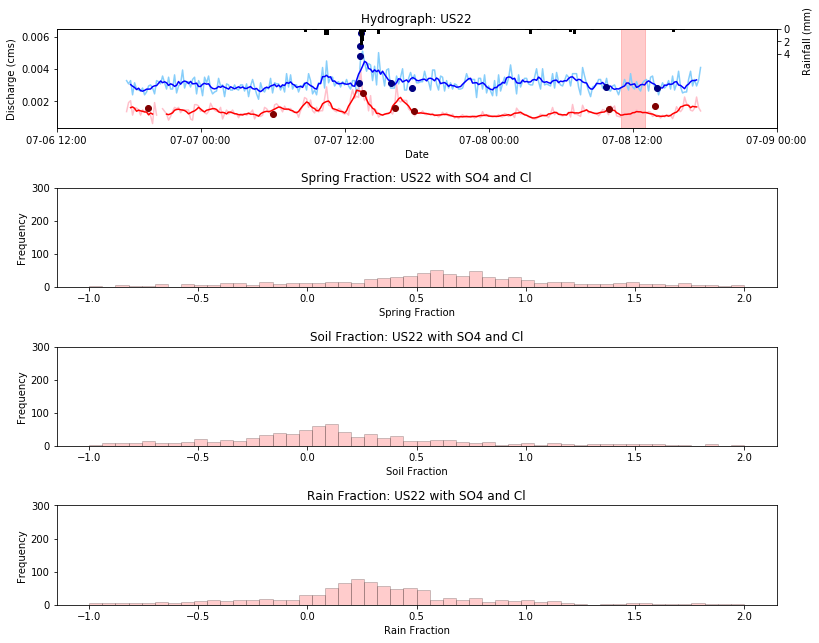 Hydrograph: US22
Discharge (cms)
0.006
0.004
0.002
Rainfall (mm)
0
2
4
07-06 12:00 07-07 00:00 07-07 12:00 07-08 00:00 07-08 12:00 07-09 00:00
Date
Spring Fraction: US22 with SO4 and Cl
Frequency
300
200
100
0
−1.0 −0.5 0.0 0.5 1.0 1.5 2.0
Spring Fraction
Soil Fraction: US22 with SO4 and Cl
Frequency
300
200
100
0
−1.0 −0.5 0.0 0.5 1.0 1.5 2.0
Soil Fraction
Rain Fraction: US22 with SO4 and Cl
Frequency
300
200
100
0
−1.0 −0.5 0.0 0.5 1.0 1.5 2.0
Rain Fraction